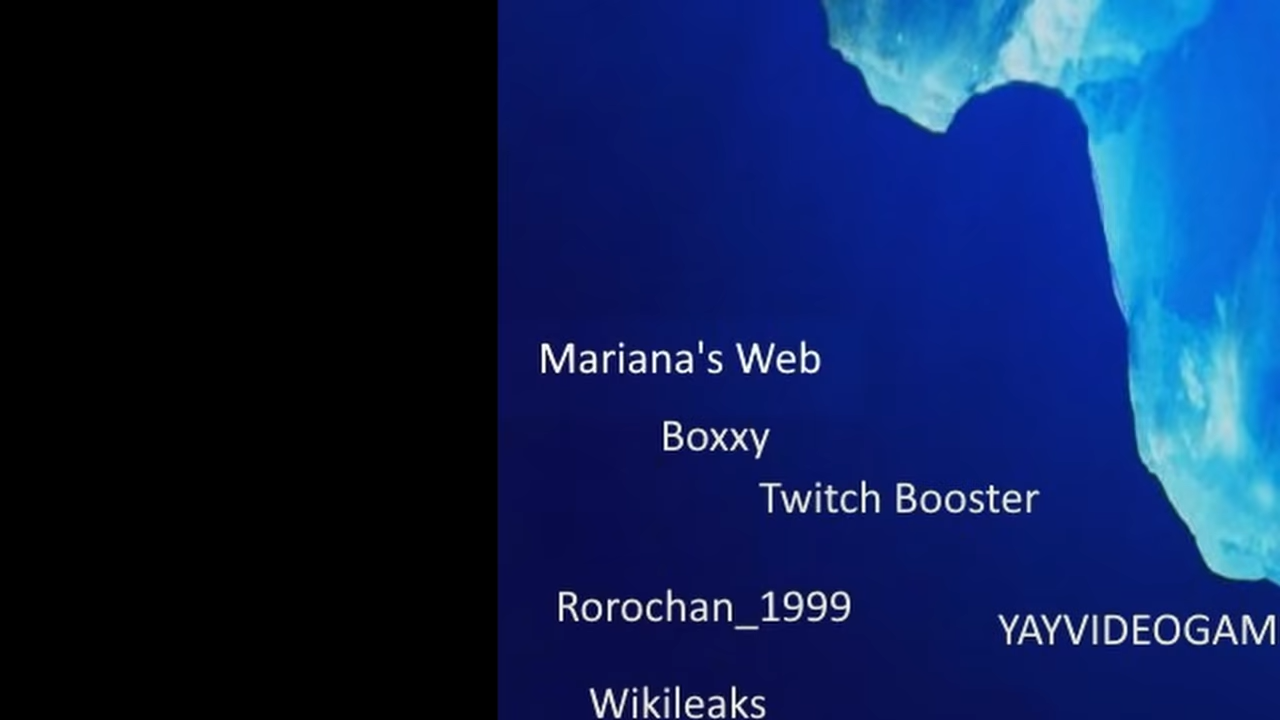 Mariana's Web
Boxxy
Twitch Booster
Rorochan_1999
YAYVIDEOGAM
Wikileaks